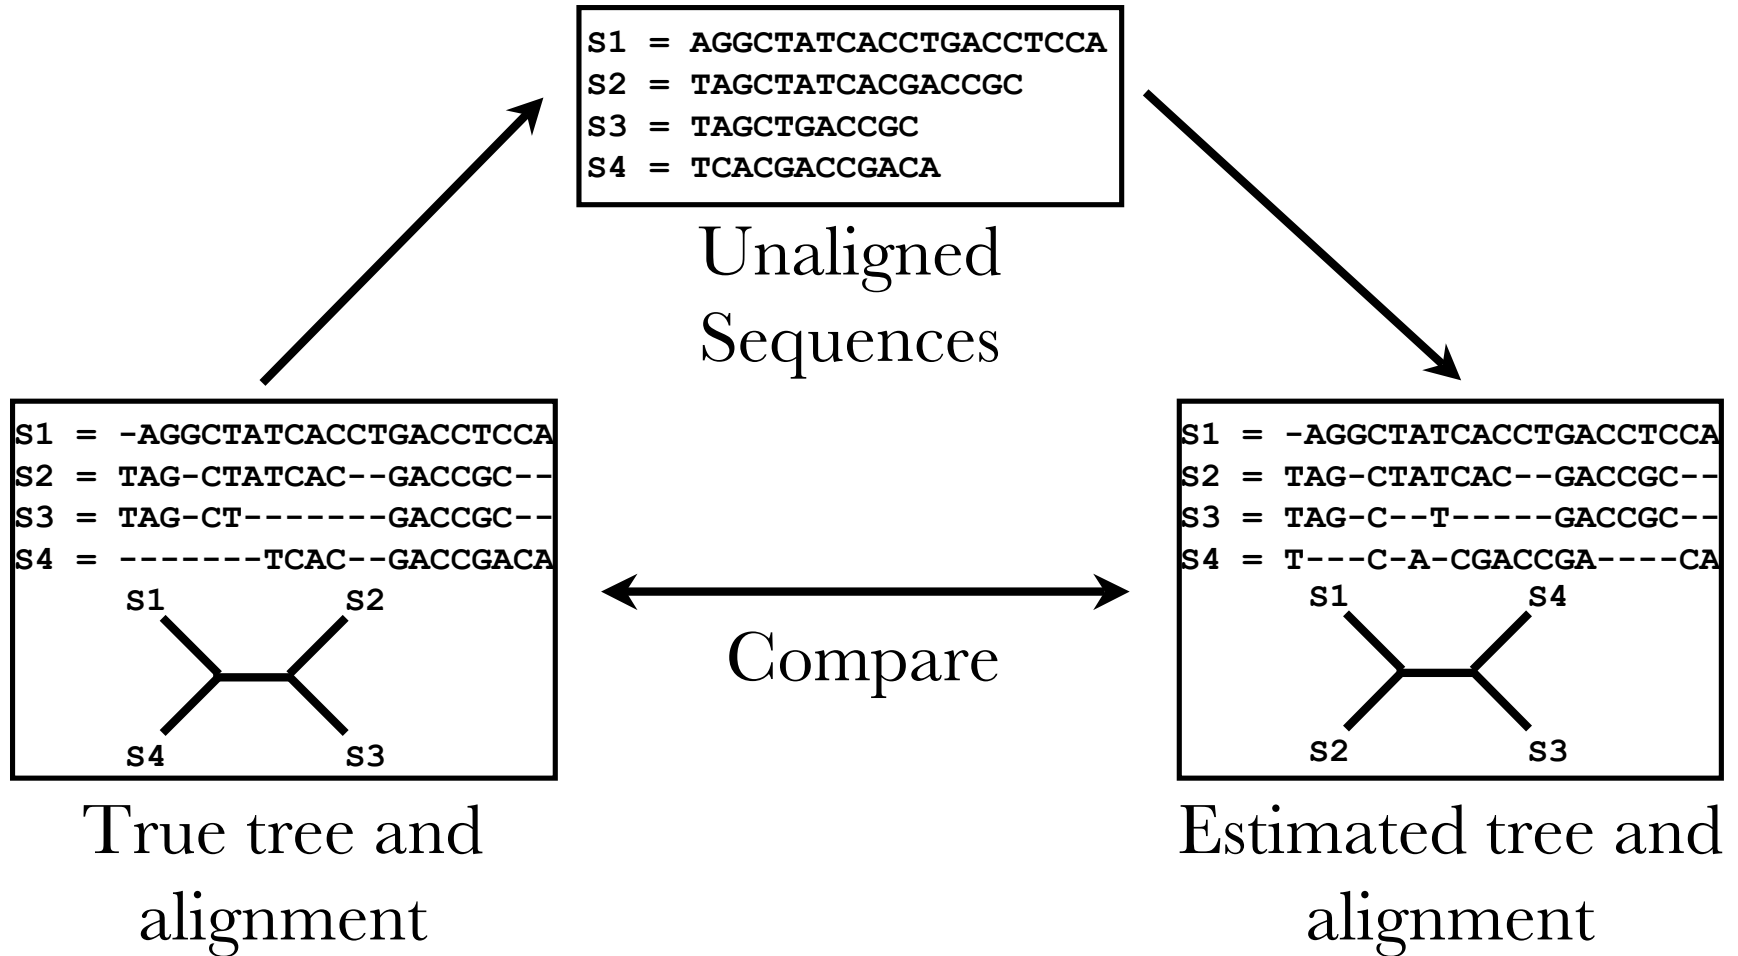 S1 = AGGCTATCACCTGACCTCCA
S2 = TAGCTATCACGACCGC
S3 = TAGCTGACCGC
S4 = TCACGACCGACA
Unaligned
Sequences
S1 = -AGGCTATCACCTGACCTCCA
S2 = TAG-CTATCAC--GACCGC--
S3 = TAG-CT-------GACCGC--
S4 = -------TCAC--GACCGACA
S1
S2
S4
S3
True tree and
alignment
Compare
S1 = -AGGCTATCACCTGACCTCCA
S2 = TAG-CTATCAC--GACCGC--
S3 = TAG-C--T-----GACCGC--
S4 = T---C-A-CGACCGA----CA
S1
S4
S2
S3
Estimated tree and
alignment